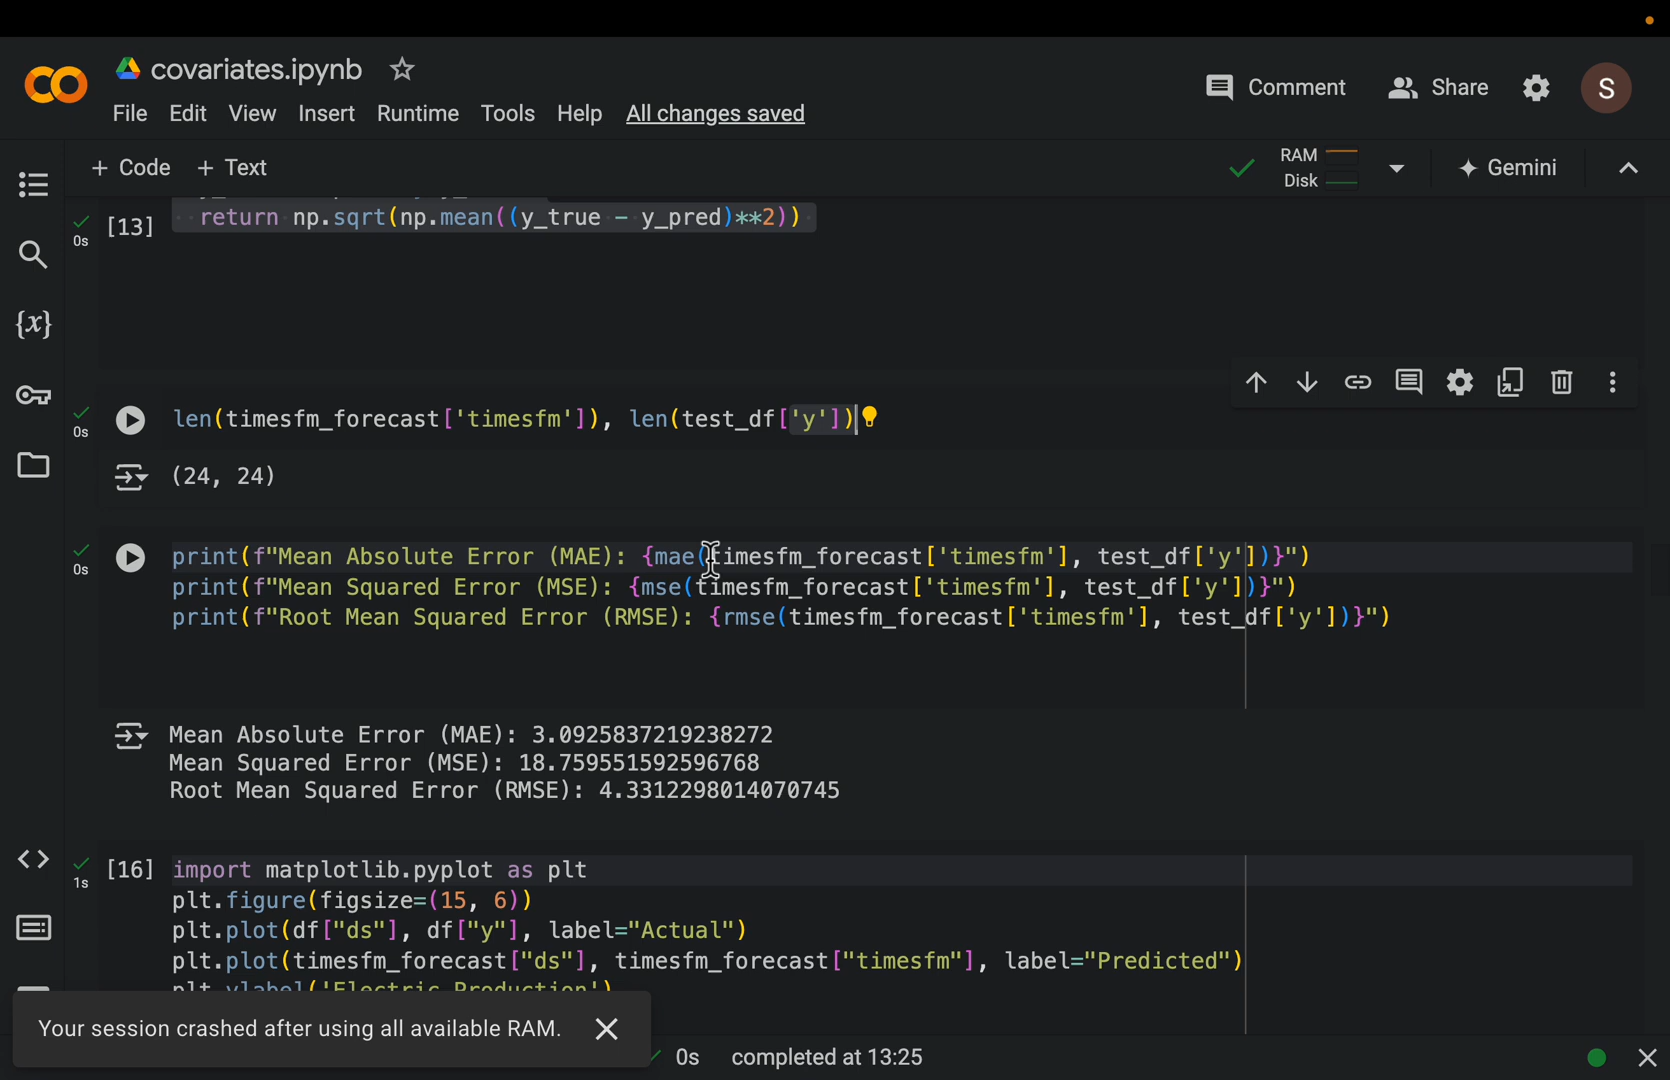 covariates.ipynb
File Edit View Insert Runtime Tools Help All changes saved
Comment Share S
+ Code + Text
RAM
Disk
Gemini
[13]
return np.sqrt(np.mean((y_true - y_pred)**2))
0s
len(timesfm_forecast['timesfm']), len(test_df['y'])
0s
(24, 24)
print(f"Mean Absolute Error (MAE): {mae(timesfm_forecast['timesfm'], test_df['y'])}")
0s
print(f"Mean Squared Error (MSE): {mse(timesfm_forecast['timesfm'], test_df['y'])}")
print(f"Root Mean Squared Error (RMSE): {rmse(timesfm_forecast['timesfm'], test_df['y'])}")
Mean Absolute Error (MAE): 3.0925837219238272
Mean Squared Error (MSE): 18.759551592596768
Root Mean Squared Error (RMSE): 4.3312298014070745
[16] import matplotlib.pyplot as plt
1s
plt.figure(figsize=(15, 6))
plt.plot(df["ds"], df["y"], label="Actual")
plt.plot(timesfm_forecast["ds"], timesfm_forecast["timesfm"], label="Predicted")
plt.ylabel('Electric Production')
Your session crashed after using all available RAM.
0s completed at 13:25